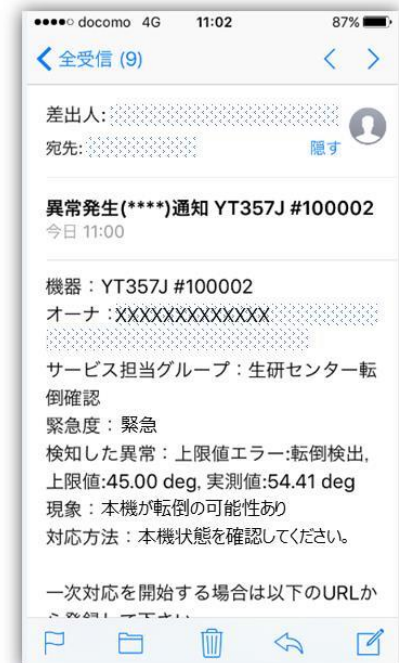 docomo 4G 11:02 87%
全受信 (9)
差出人:
宛先: 隠す
異常発生(****)通知 YT357J #100002
今日 11:00
機器：YT357J #100002
オーナ：XXXXXXXXXXXXX
サービス担当グループ：生研センター転
倒確認
緊急度：緊急
検知した異常：上限値エラー:転倒検出,
上限値:45.00 deg, 実測値:54.41 deg
現象：本機が転倒の可能性あり
対応方法：本機状態を確認してください。
一次対応を開始する場合は以下のURLか